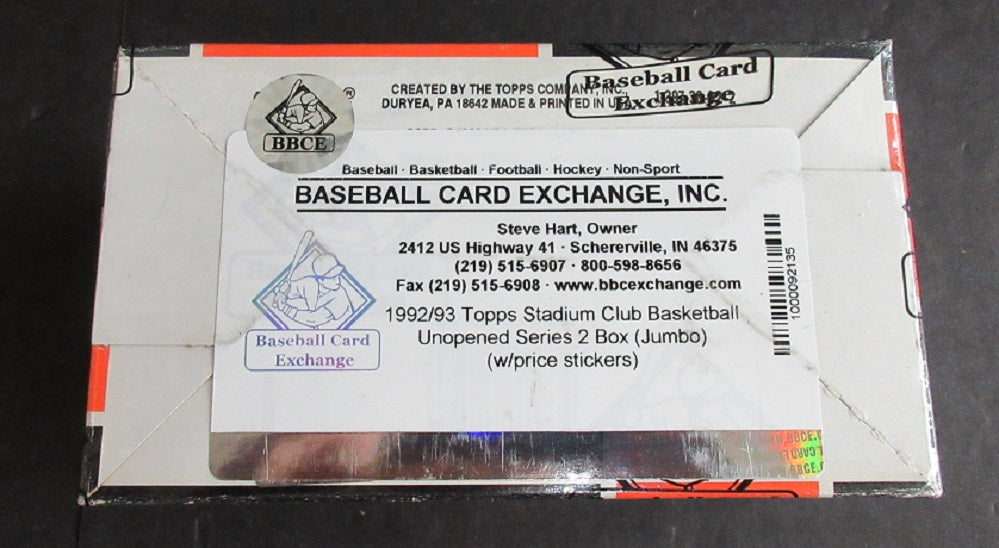 CREATED BY THE TOPPS COMPANY, INC.,
DURYEA, PA 18642 MADE & PRINTED IN U
Baseball Card
Exchange
BBCE
Baseball · Basketball · Football · Hockey · Non-Sport
BASEBALL CARD EXCHANGE, INC.
Steve Hart, Owner
2412 US Highway 41 · Schererville, IN 46375
(219) 515-6907 · 800-598-8656
Fax (219) 515-6908 · www.bbcexchange.com
1992/93 Topps Stadium Club Basketball
Unopened Series 2 Box (Jumbo)
(w/price stickers)
Baseball Card
Exchange
1000092135